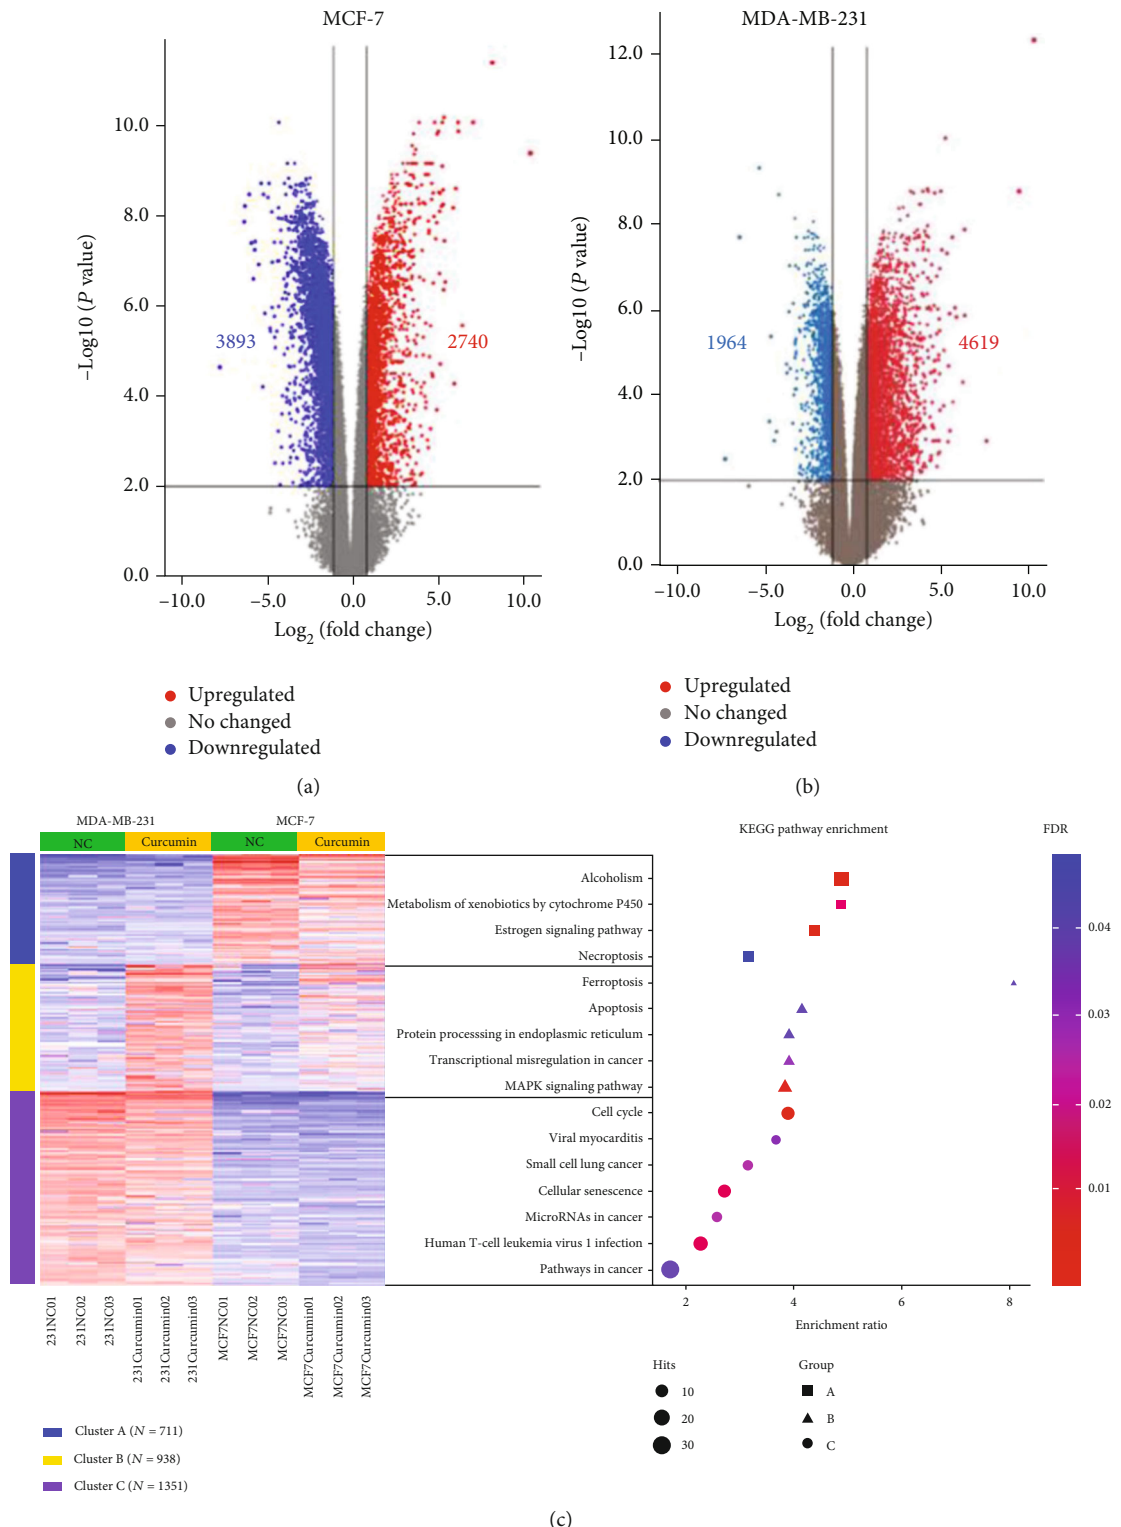 MCF-7
–Log10 (P value)
10.0
8.0
6.0
4.0
2.0
0.0
3893
2740
–10.0
–5.0
0.0
5.0
10.0
Log2 (fold change)
Upregulated
No changed
Downregulated
(a)
MDA-MB-231
–Log10 (P value)
12.0
10.0
8.0
6.0
4.0
2.0
0.0
1964
4619
–10.0
–5.0
0.0
5.0
10.0
Log2 (fold change)
Upregulated
No changed
Downregulated
(b)
MDA-MB-231
MCF-7
NC
Curcumin
NC
Curcumin
231NC01
231NC02
231NC03
231Curcumin01
231Curcumin02
231Curcumin03
MCF7NC01
MCF7NC02
MCF7NC03
MCF7Curcumin01
MCF7Curcumin02
MCF7Curcumin03
Cluster A (N = 711)
Cluster B (N = 938)
Cluster C (N = 1351)
KEGG pathway enrichment
Alcoholism
Metabolism of xenobiotics by cytochrome P450
Estrogen signaling pathway
Necroptosis
Ferroptosis
Apoptosis
Protein processsing in endoplasmic reticulum
Transcriptional misregulation in cancer
MAPK signaling pathway
Cell cycle
Viral myocarditis
Small cell lung cancer
Cellular senescence
MicroRNAs in cancer
Human T-cell leukemia virus 1 infection
Pathways in cancer
2
4
6
8
Enrichment ratio
Hits
10
20
30
Group
A
B
C
FDR
0.04
0.03
0.02
0.01
(c)